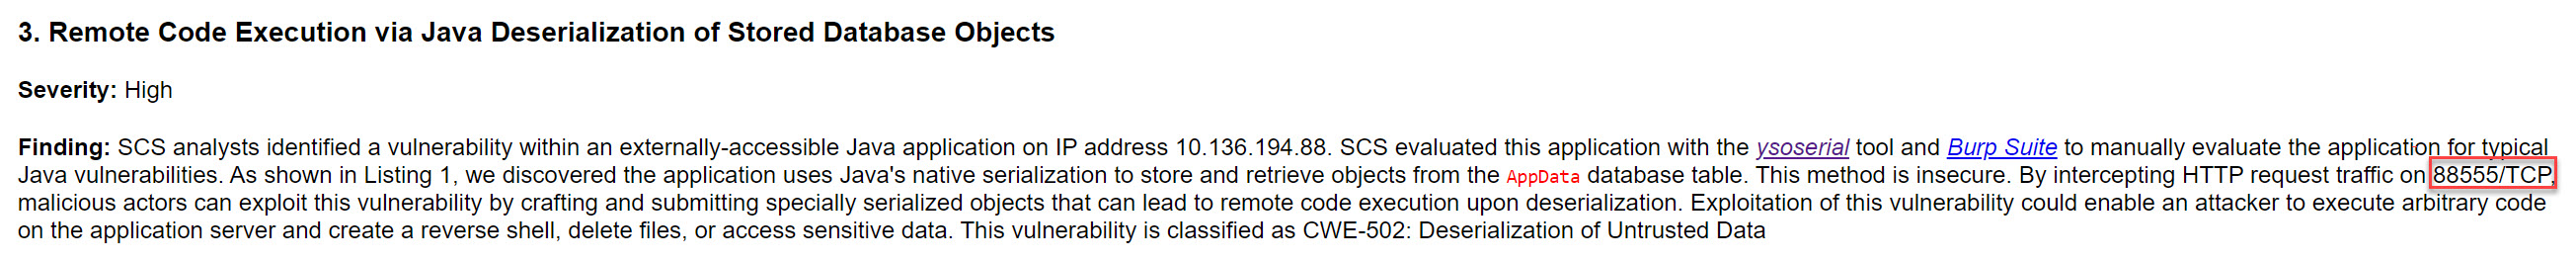 3. Remote Code Execution via Java Deserialization of Stored Database Objects
Severity: High
Finding: SCS analysts identified a vulnerability within an externally-accessible Java application on IP address 10.136.194.88. SCS evaluated this application with the ysoserial tool and Burp Suite to manually evaluate the application for typical
Java vulnerabilities. As shown in Listing 1, we discovered the application uses Java's native serialization to store and retrieve objects from the AppData database table. This method is insecure. By intercepting HTTP request traffic on 88555/TCP,
malicious actors can exploit this vulnerability by crafting and submitting specially serialized objects that can lead to remote code execution upon deserialization. Exploitation of this vulnerability could enable an attacker to execute arbitrary code
on the application server and create a reverse shell, delete files, or access sensitive data. This vulnerability is classified as CWE-502: Deserialization of Untrusted Data